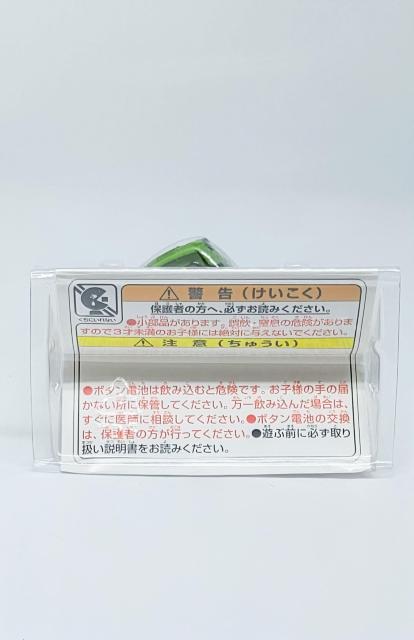 ⚠ 警告(けいこく)
くちにいれない
保護者の方へ、必ずお読みください。
●小部品があります。誤飲・窒息の危険がありま
すので3才未満のお子様には絶対に与えないでください。
⚠ 注意(ちゅうい)
●ボタン電池は飲み込むと危険です。お子様の手の届
かない所に保管してください。万一飲み込んだ場合は、
すぐに医師に相談してください。●ボタン電池の交換
は、保護者の方が行ってください。●遊ぶ前に必ず取り
扱い説明書をお読みください。